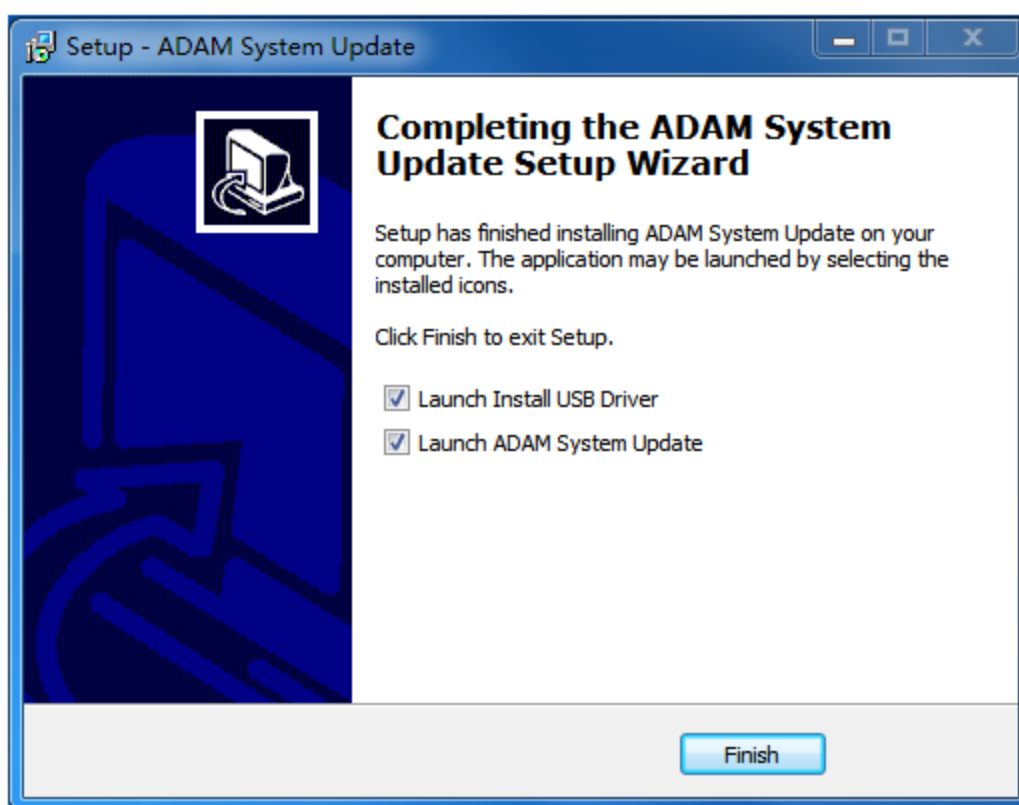 Setup - ADAM System Update
Completing the ADAM System
Update Setup Wizard
Setup has finished installing ADAM System Update on your
computer. The application may be launched by selecting the
installed icons.
Click Finish to exit Setup.
Launch Install USB Driver
Launch ADAM System Update
Finish